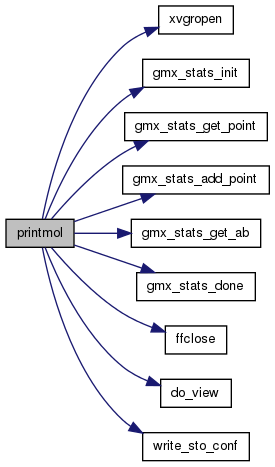 xvgropen
gmx_stats_init
gmx_stats_get_point
gmx_stats_add_point
printmol
gmx_stats_get_ab
gmx_stats_done
ffclose
do_view
write_sto_conf